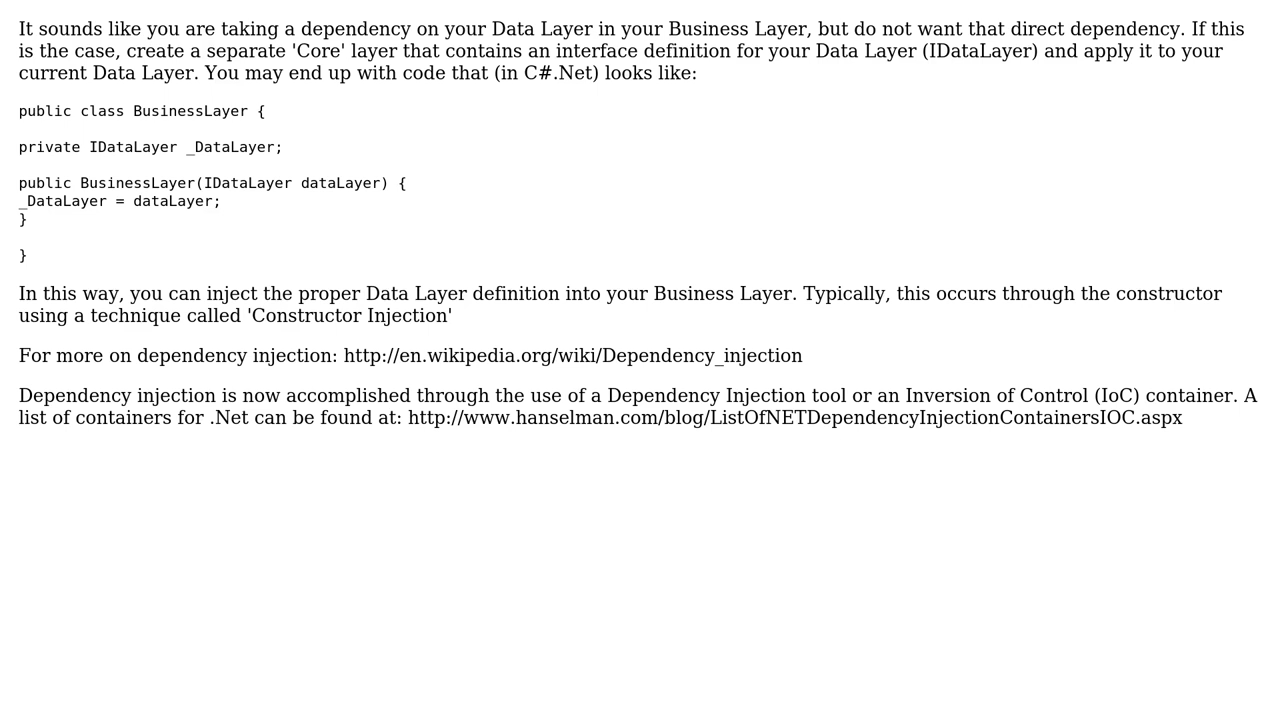 It sounds like you are taking a dependency on your Data Layer in your Business Layer, but do not want that direct dependency. If this
is the case, create a separate 'Core' layer that contains an interface definition for your Data Layer (IDataLayer) and apply it to your
current Data Layer. You may end up with code that (in C#.Net) looks like:
public class BusinessLayer {
private IDataLayer _DataLayer;
public BusinessLayer(IDataLayer dataLayer) {
_DataLayer = dataLayer;
}
}
In this way, you can inject the proper Data Layer definition into your Business Layer. Typically, this occurs through the constructor
using a technique called 'Constructor Injection'
For more on dependency injection: http://en.wikipedia.org/wiki/Dependency_injection
Dependency injection is now accomplished through the use of a Dependency Injection tool or an Inversion of Control (IoC) container. A
list of containers for .Net can be found at: http://www.hanselman.com/blog/ListOfNETDependencyInjectionContainersIOC.aspx